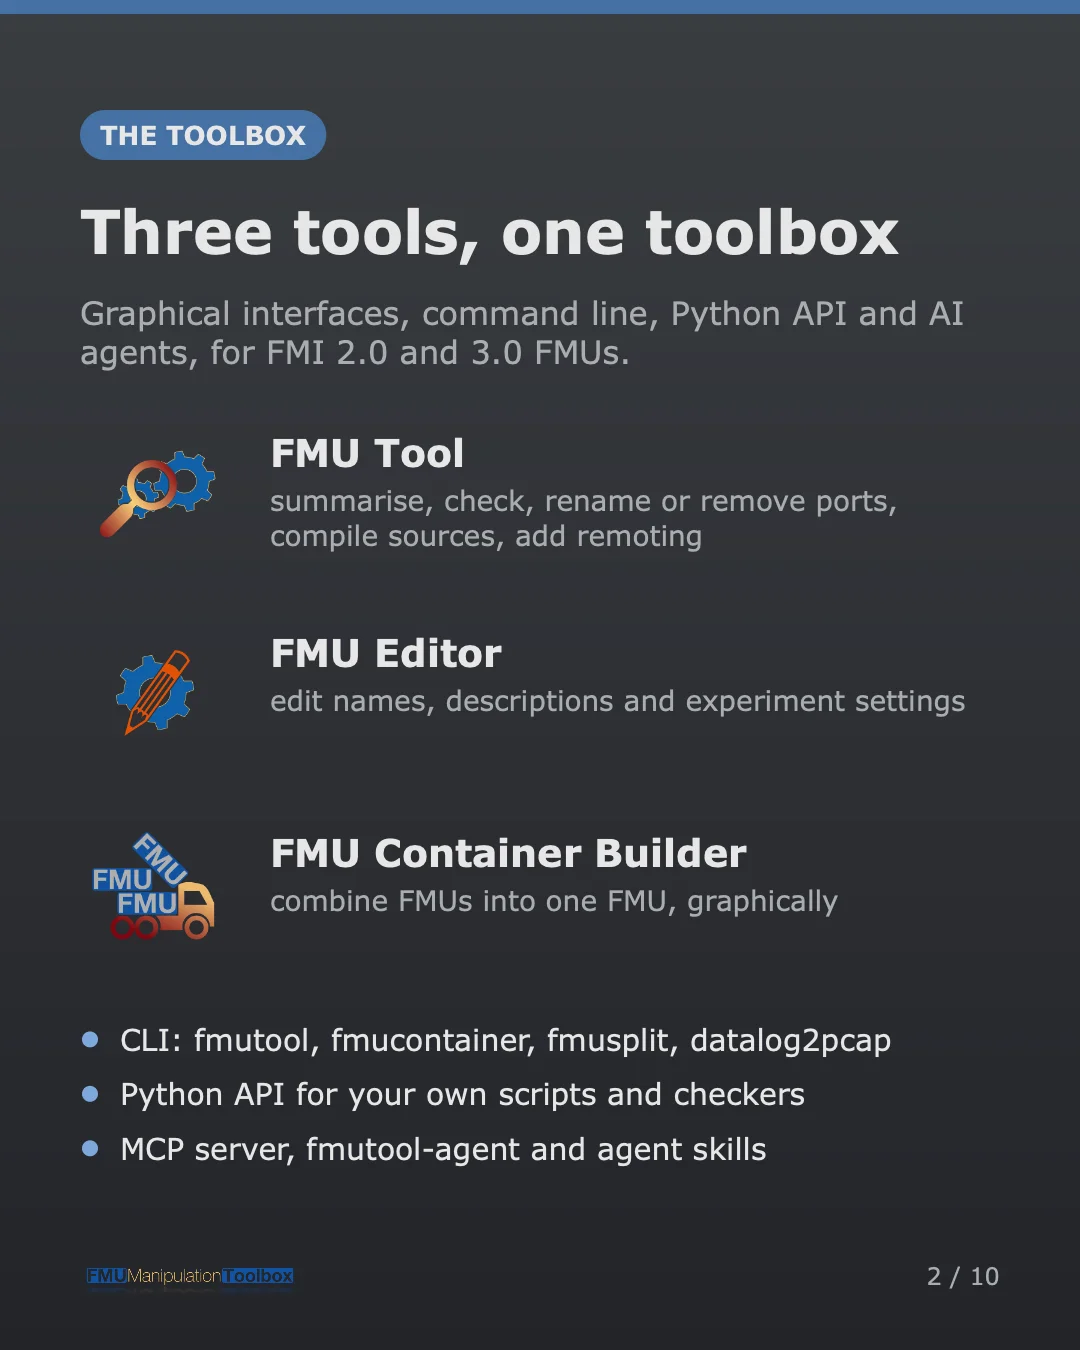 THE TOOLBOX
Three tools, one toolbox
Graphical interfaces, command line, Python API and AI
agents, for FMI 2.0 and 3.0 FMUs.
FMU Tool
summarise, check, rename or remove ports,
compile sources, add remoting
FMU Editor
edit names, descriptions and experiment settings
FMU
FMU
FMU
FMU Container Builder
combine FMUs into one FMU, graphically
CLI: fmutool, fmucontainer, fmusplit, datalog2pcap
Python API for your own scripts and checkers
MCP server, fmutool-agent and agent skills
FMUManipulationToolbox
2 / 10